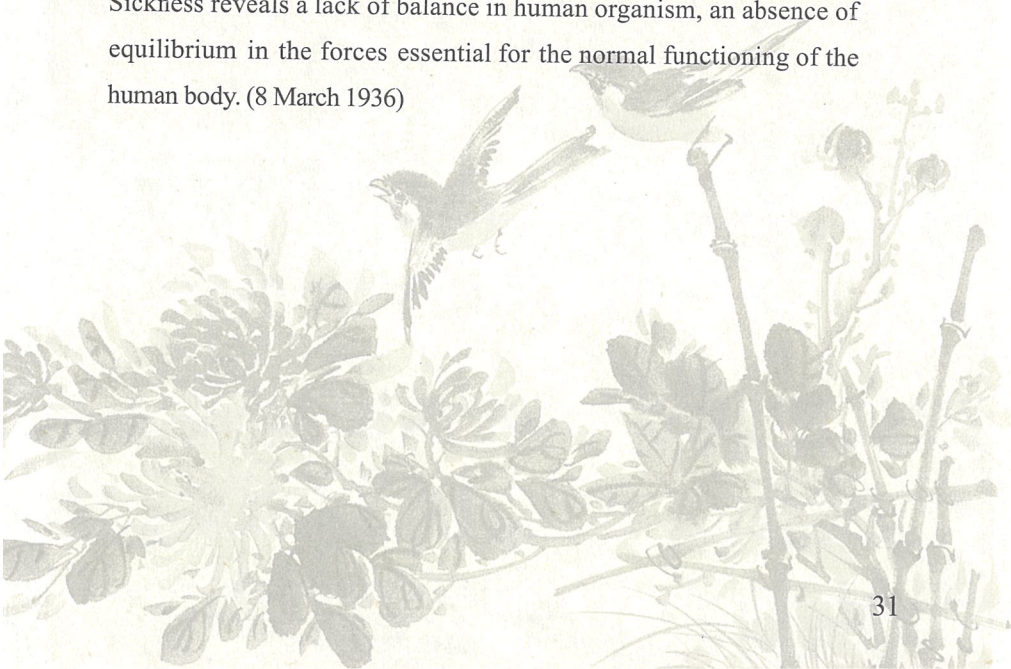 Sickness reveals a lack of balance in human organism, an absence of
equilibrium in the forces essential for the normal functioning of the
human body. (8 March 1936)
31